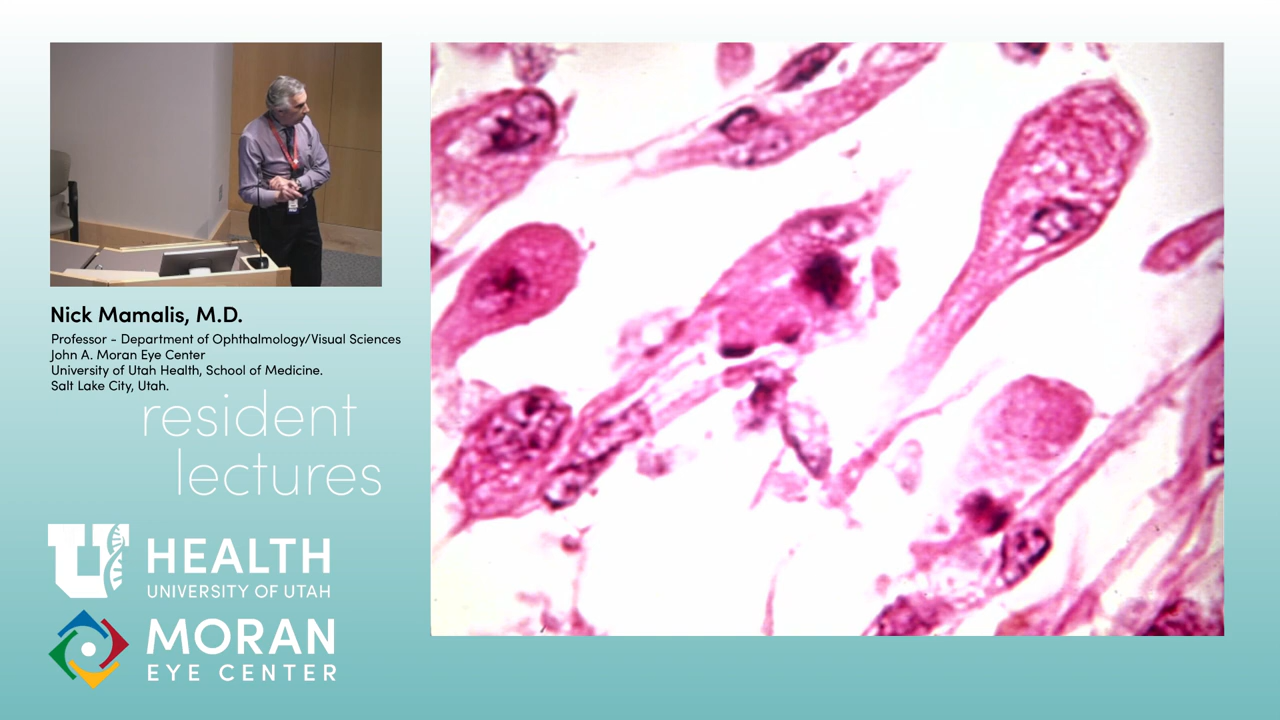 Nick Mamalis, M.D.
Professor - Department of Ophthalmology/Visual Sciences
John A. Moran Eye Center
University of Utah Health, School of Medicine.
Salt Lake City, Utah.
resident
lectures
U HEALTH
UNIVERSITY OF UTAH
MORAN
EYE CENTER